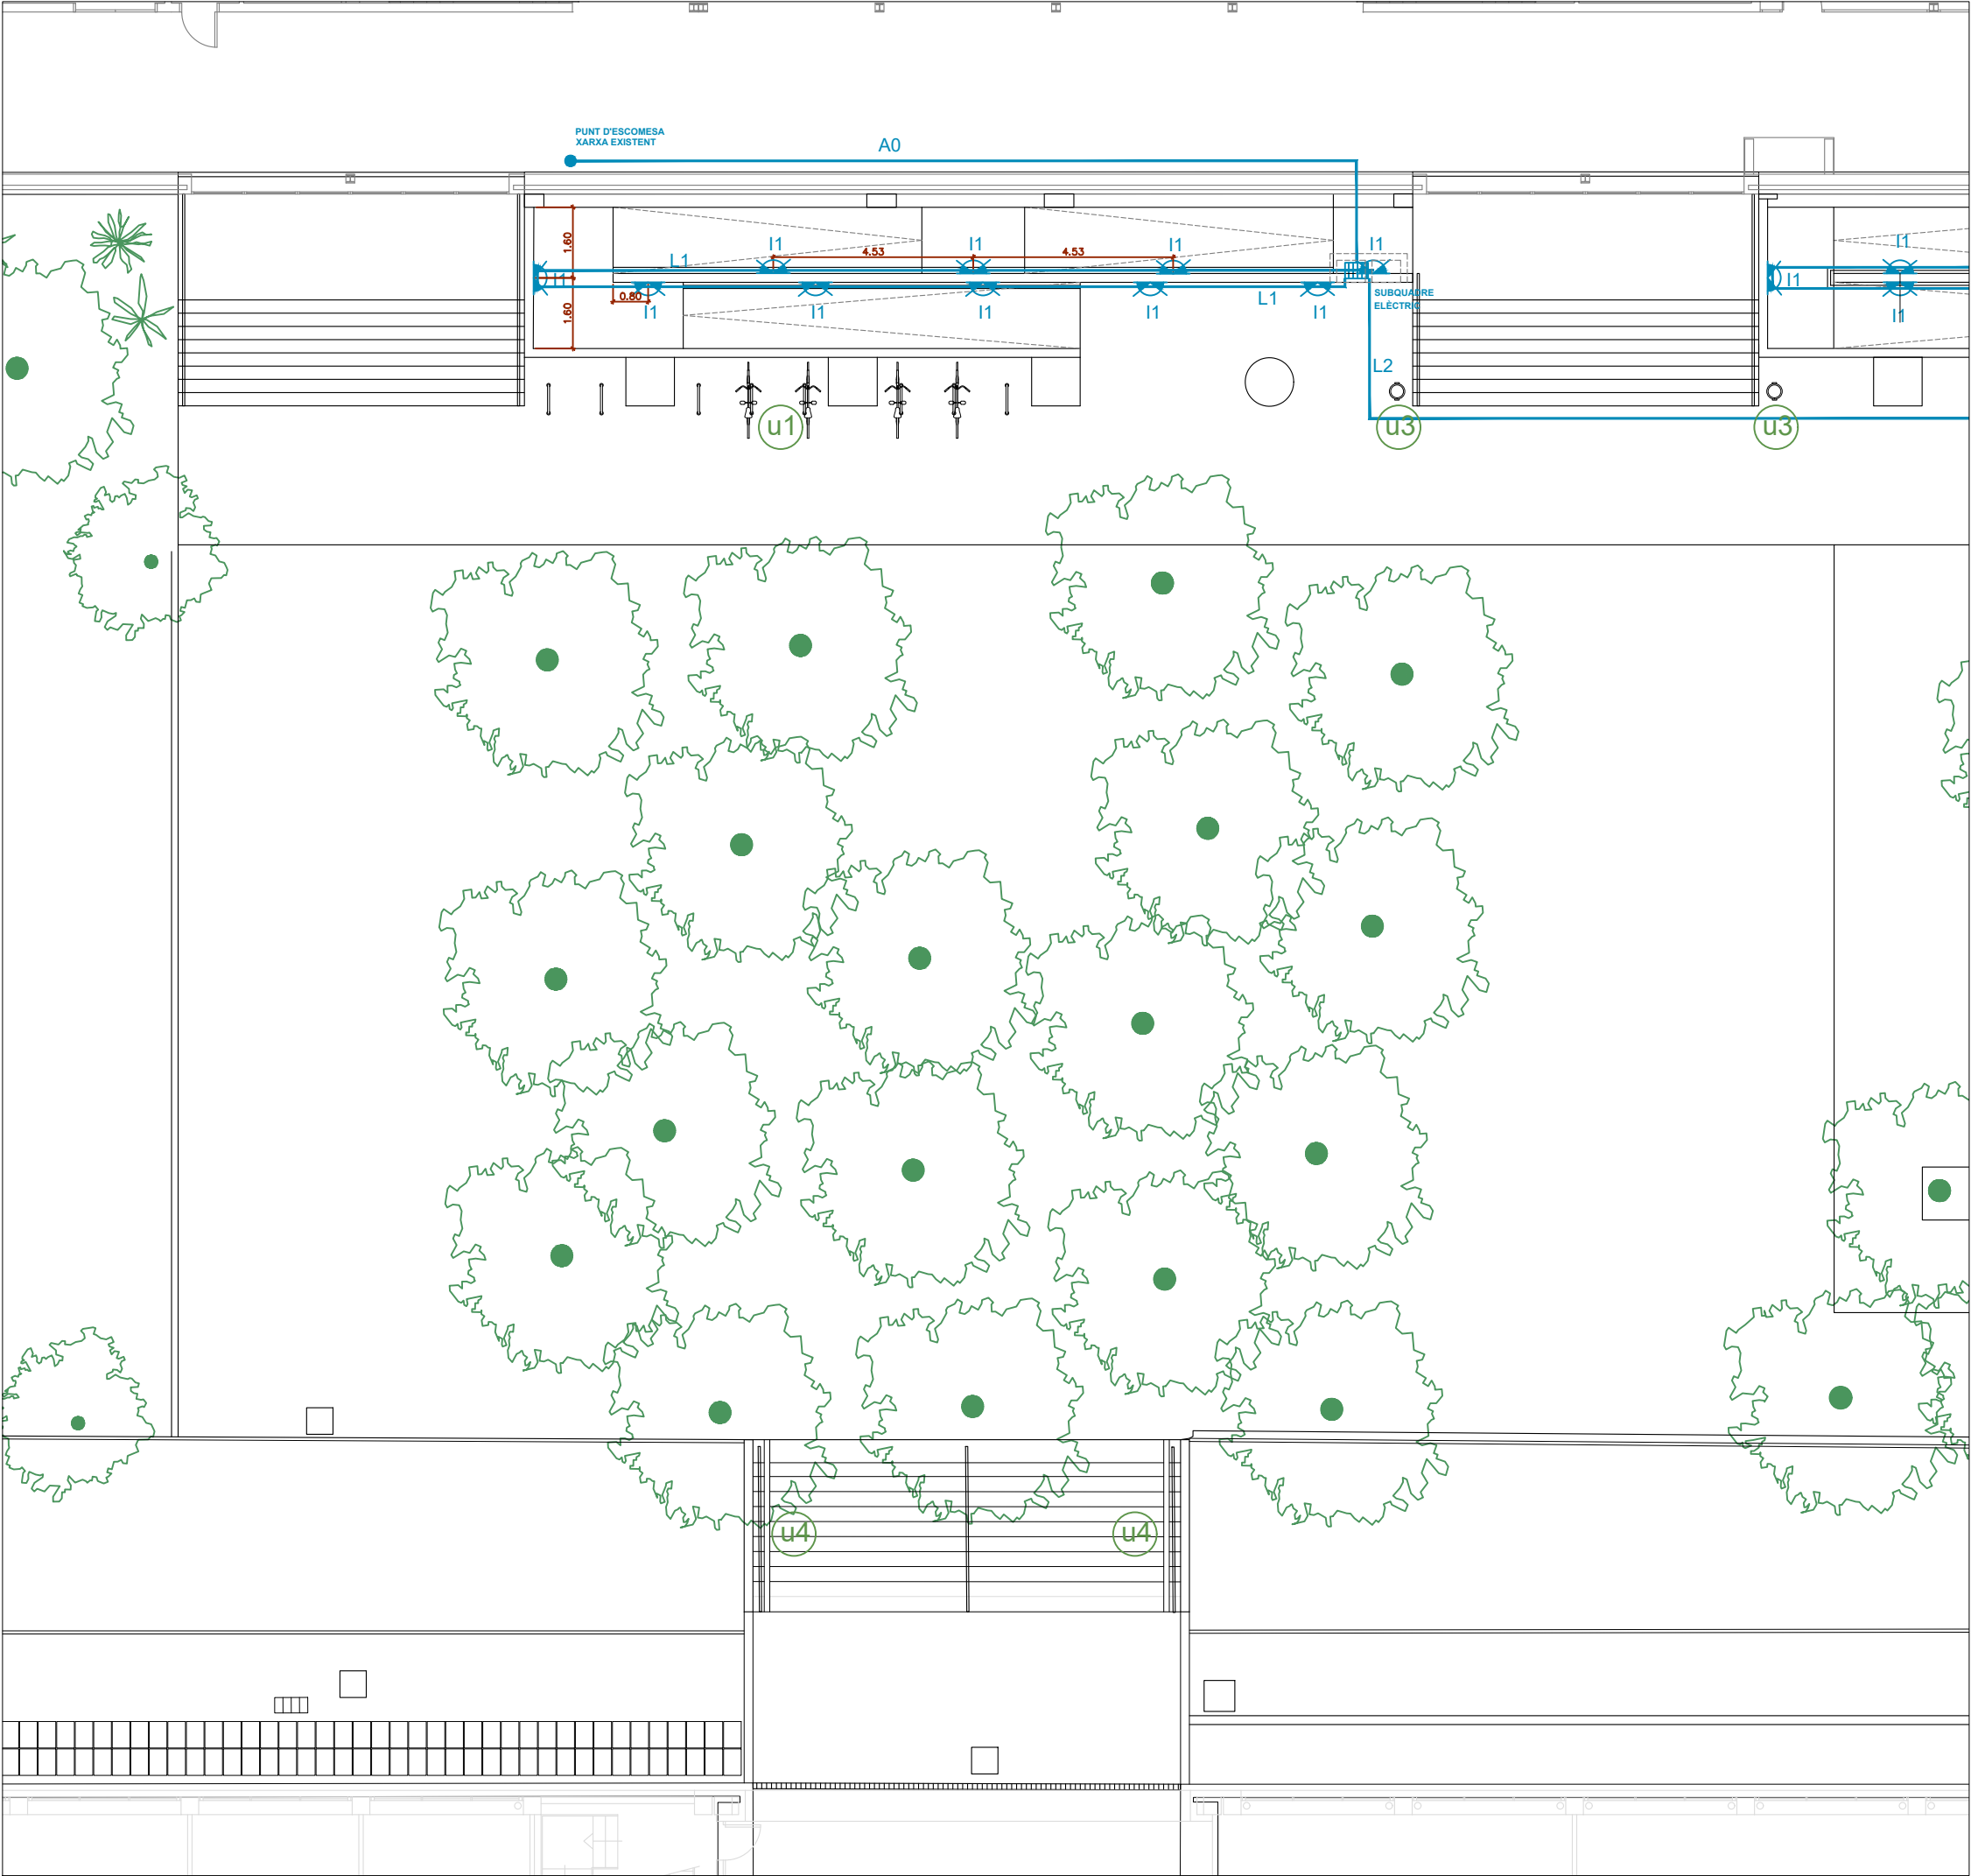 PUNT D'ESCOMESA
XARXA EXISTENT
A0
1.60
L1
I1
I1
I1
I1
I1
4.53
4.53
I1
I1
0.80
1.60
I1
I1
I1
I1
I1
L1
SUBQUADRE
ELÈCTRIC
I1
I1
L2
u1
u3
u3
u4
u4